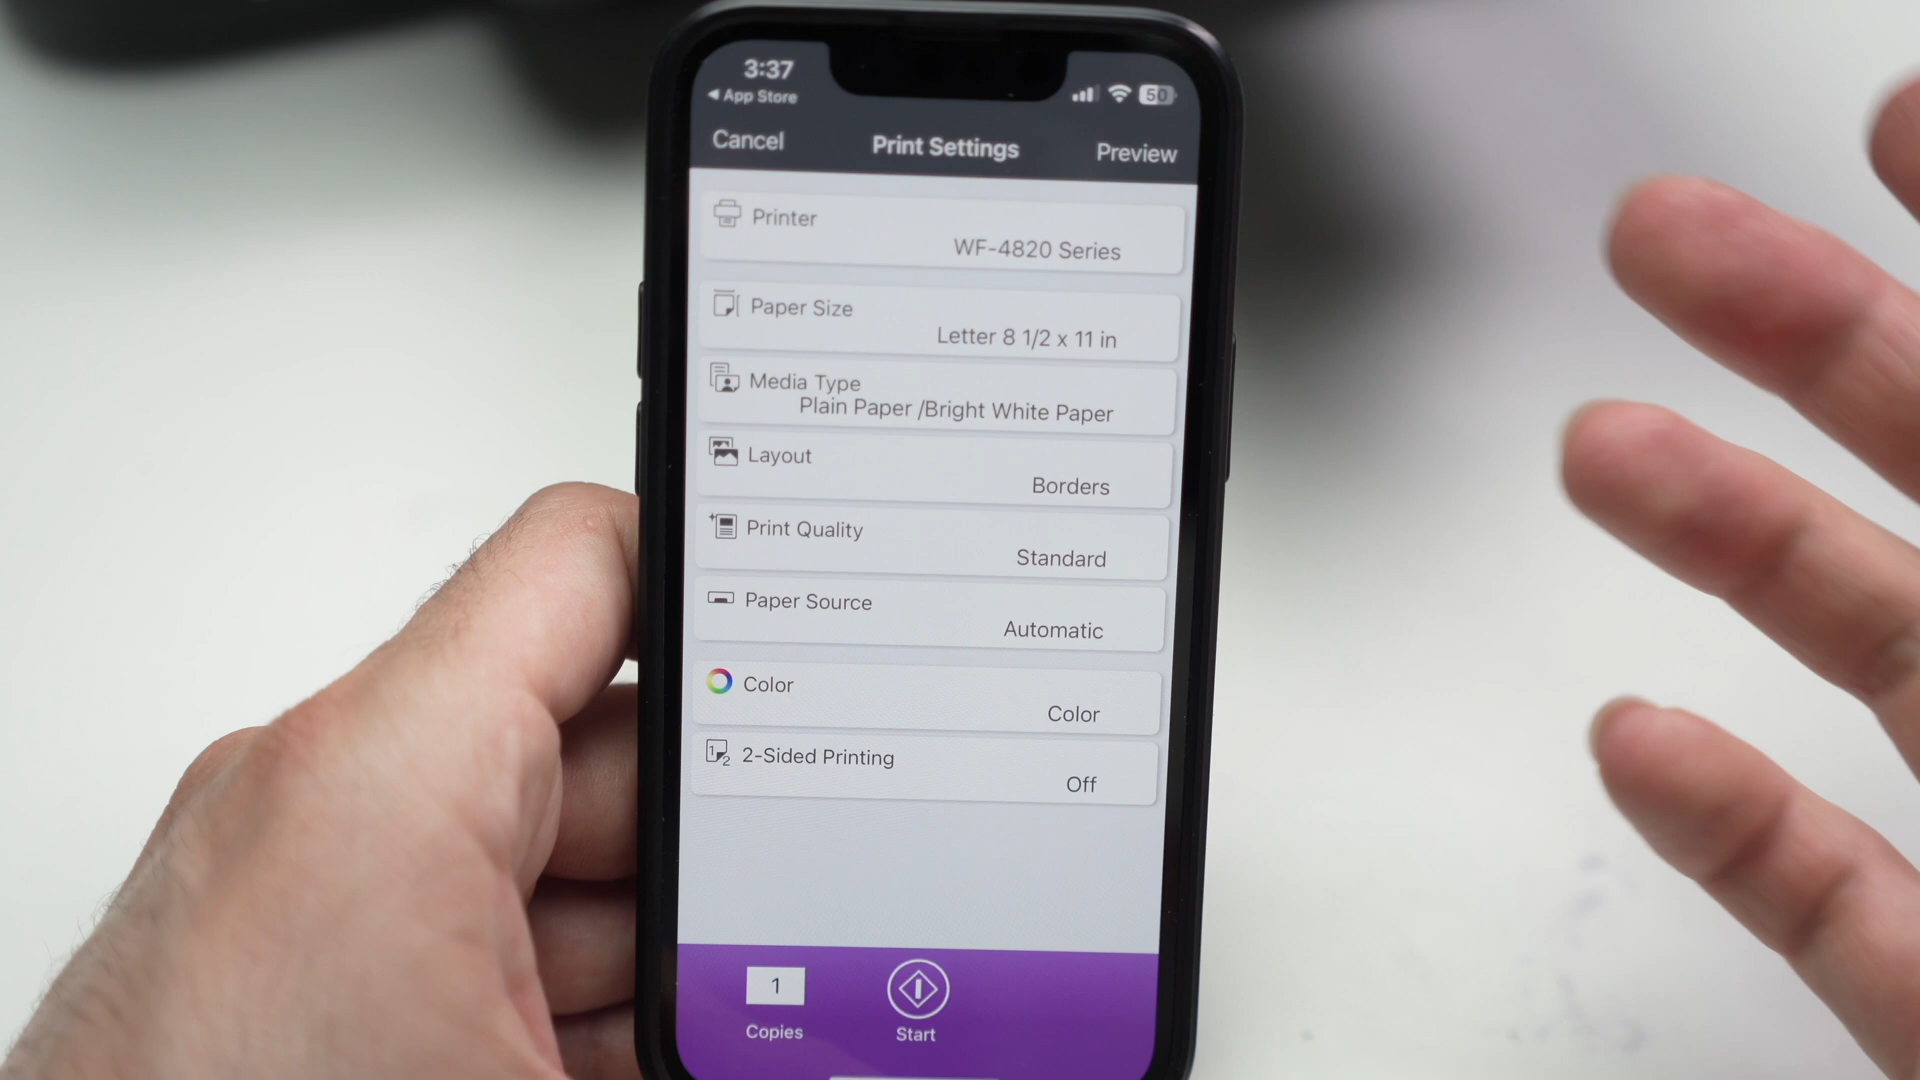 3:37
◀ App Store
50
Cancel
Print Settings
Preview
Printer
WF-4820 Series
Paper Size
Letter 8 1/2 x 11 in
Media Type
Plain Paper /Bright White Paper
Layout
Borders
Print Quality
Standard
Paper Source
Automatic
Color
Color
1 2
2-Sided Printing
Off
1
Copies
Start